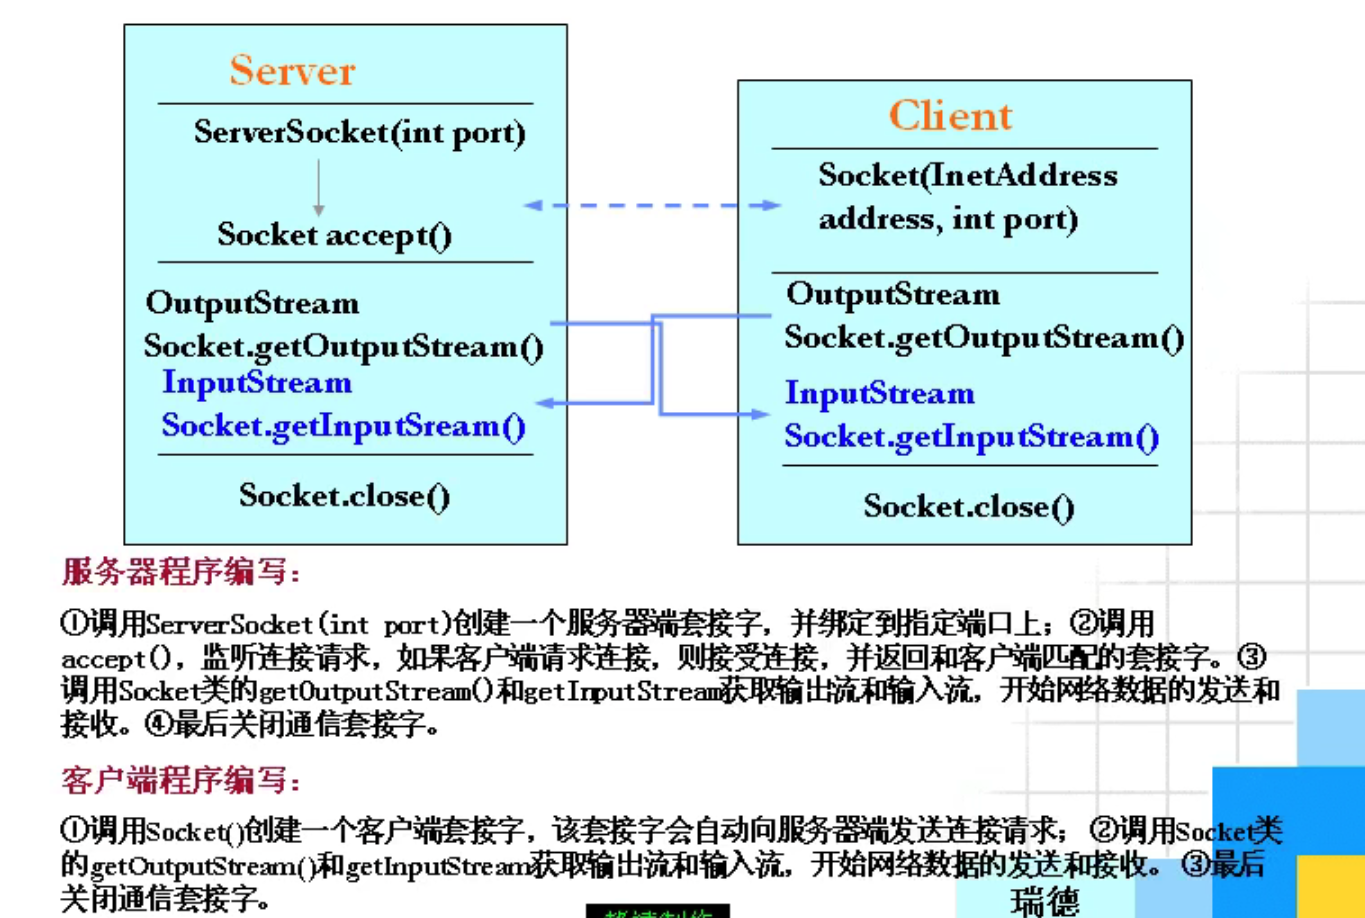 Server
ServerSocket(int port)
Socket accept()
OutputStream
Socket.getOutputStream()
InputStream
Socket.getInputSream()
Socket.close()
Client
Socket(InetAddress
address, int port)
OutputStream
Socket.getOutputStream()
InputStream
Socket.getInputStream()
Socket.close()
服务器程序编写：
①调用ServerSocket(int port)创建一个服务器端套接字，并绑定到指定端口上；②调用
accept()，监听连接请求，如果客户端请求连接，则接受连接，并返回和客户端匹配的套接字。③
调用Socket类的getOutputStream()和getInputStream获取输出流和输入流，开始网络数据的发送和
接收。④最后关闭通信套接字。
客户端程序编写：
①调用Socket()创建一个客户端套接字，该套接字会自动向服务器端发送连接请求；②调用Socket类
的getOutputStream()和getInputStream获取输出流和输入流，开始网络数据的发送和接收。③最后
关闭通信套接字。
瑞德